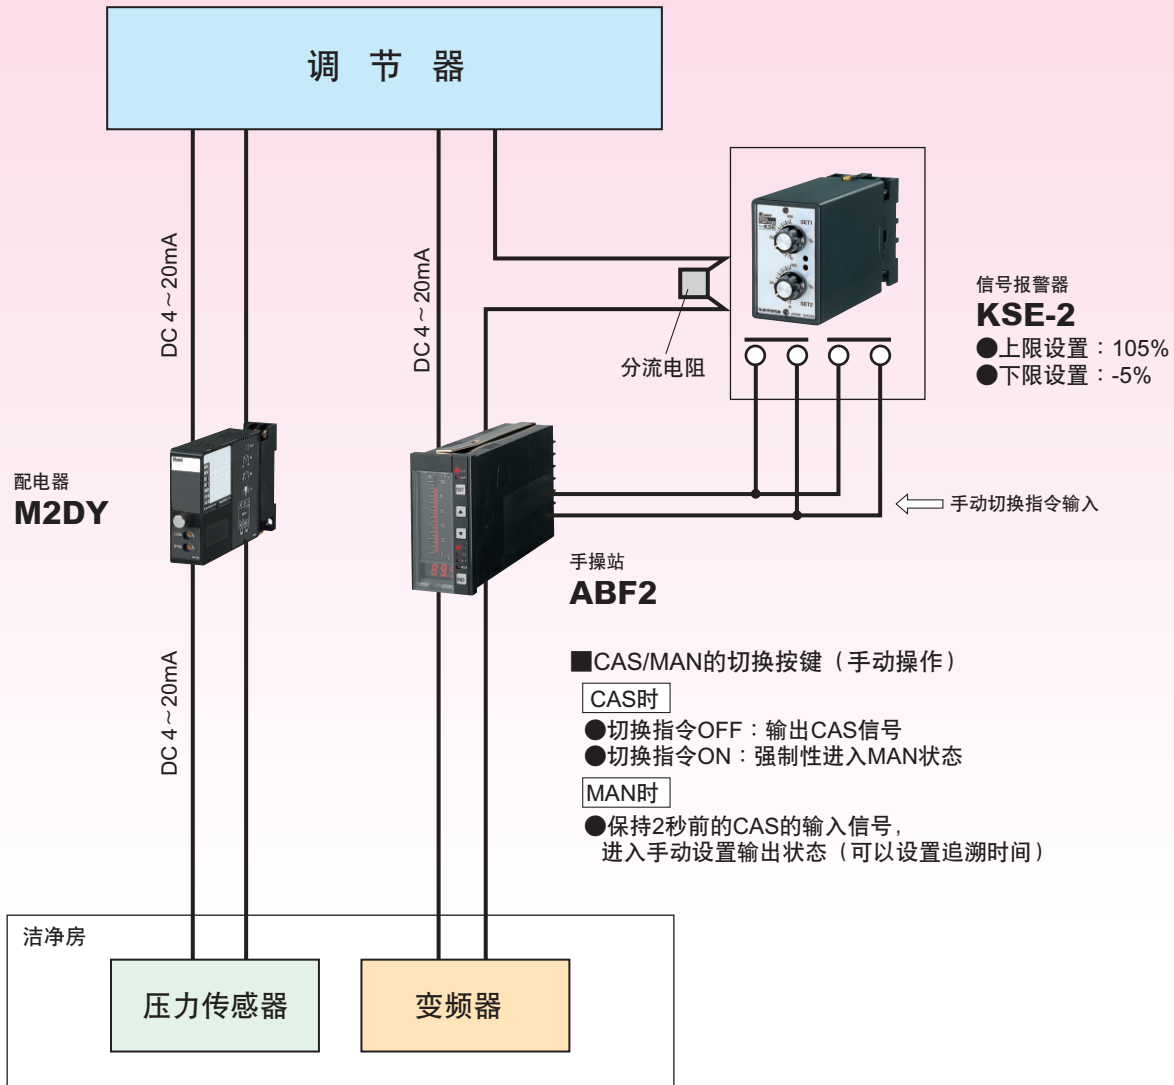 调 节 器
DC 4～20mA
DC 4～20mA
SET1
SET2
分流电阻
信号报警器
KSE-2
●上限设置：105%
●下限设置：-5%
配电器
M2DY
手动切换指令输入
手操站
ABF2
DC 4～20mA
■CAS/MAN的切换按键（手动操作）
CAS时
●切换指令OFF：输出CAS信号
●切换指令ON：强制性进入MAN状态
MAN时
●保持2秒前的CAS的输入信号，
进入手动设置输出状态（可以设置追溯时间）
洁净房
压力传感器
变频器